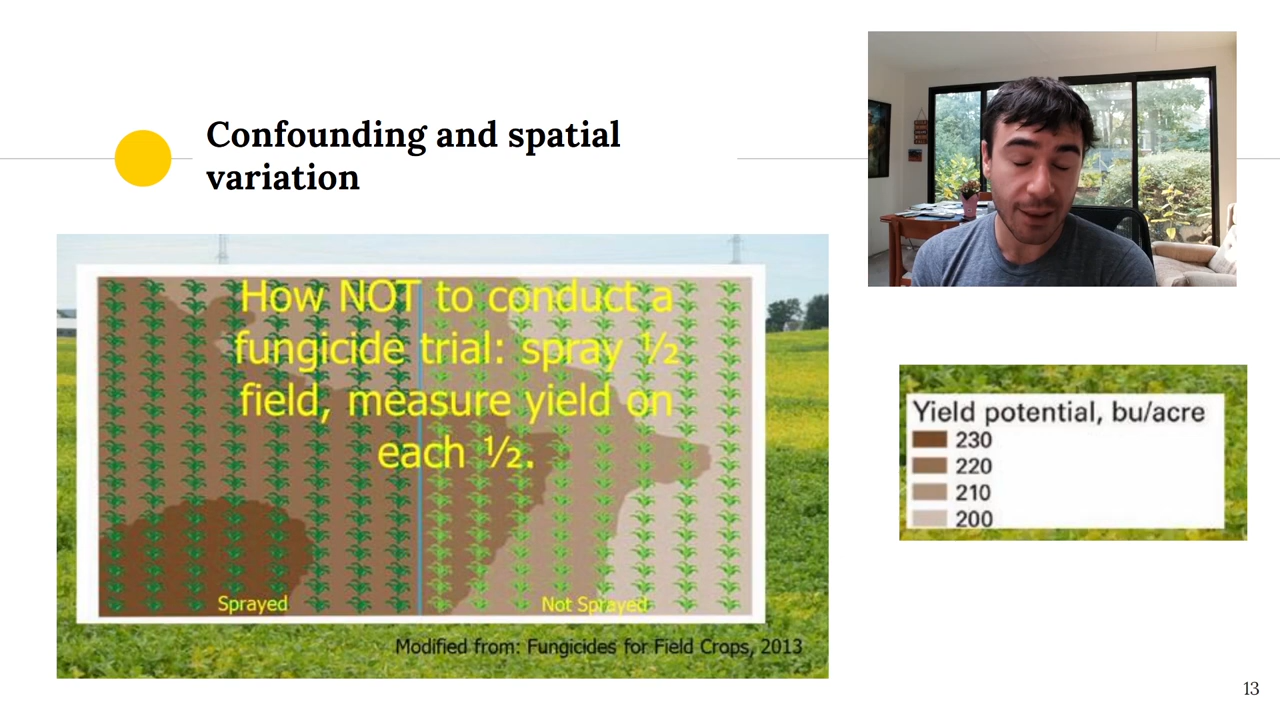 Confounding and spatial
variation
How NOT to conduct a
fungicide trial: spray ½
field, measure yield on
each ½.
Sprayed
Not Sprayed
Modified from: Fungicides for Field Crops, 2013
Yield potential, bu/acre
230
220
210
200
13